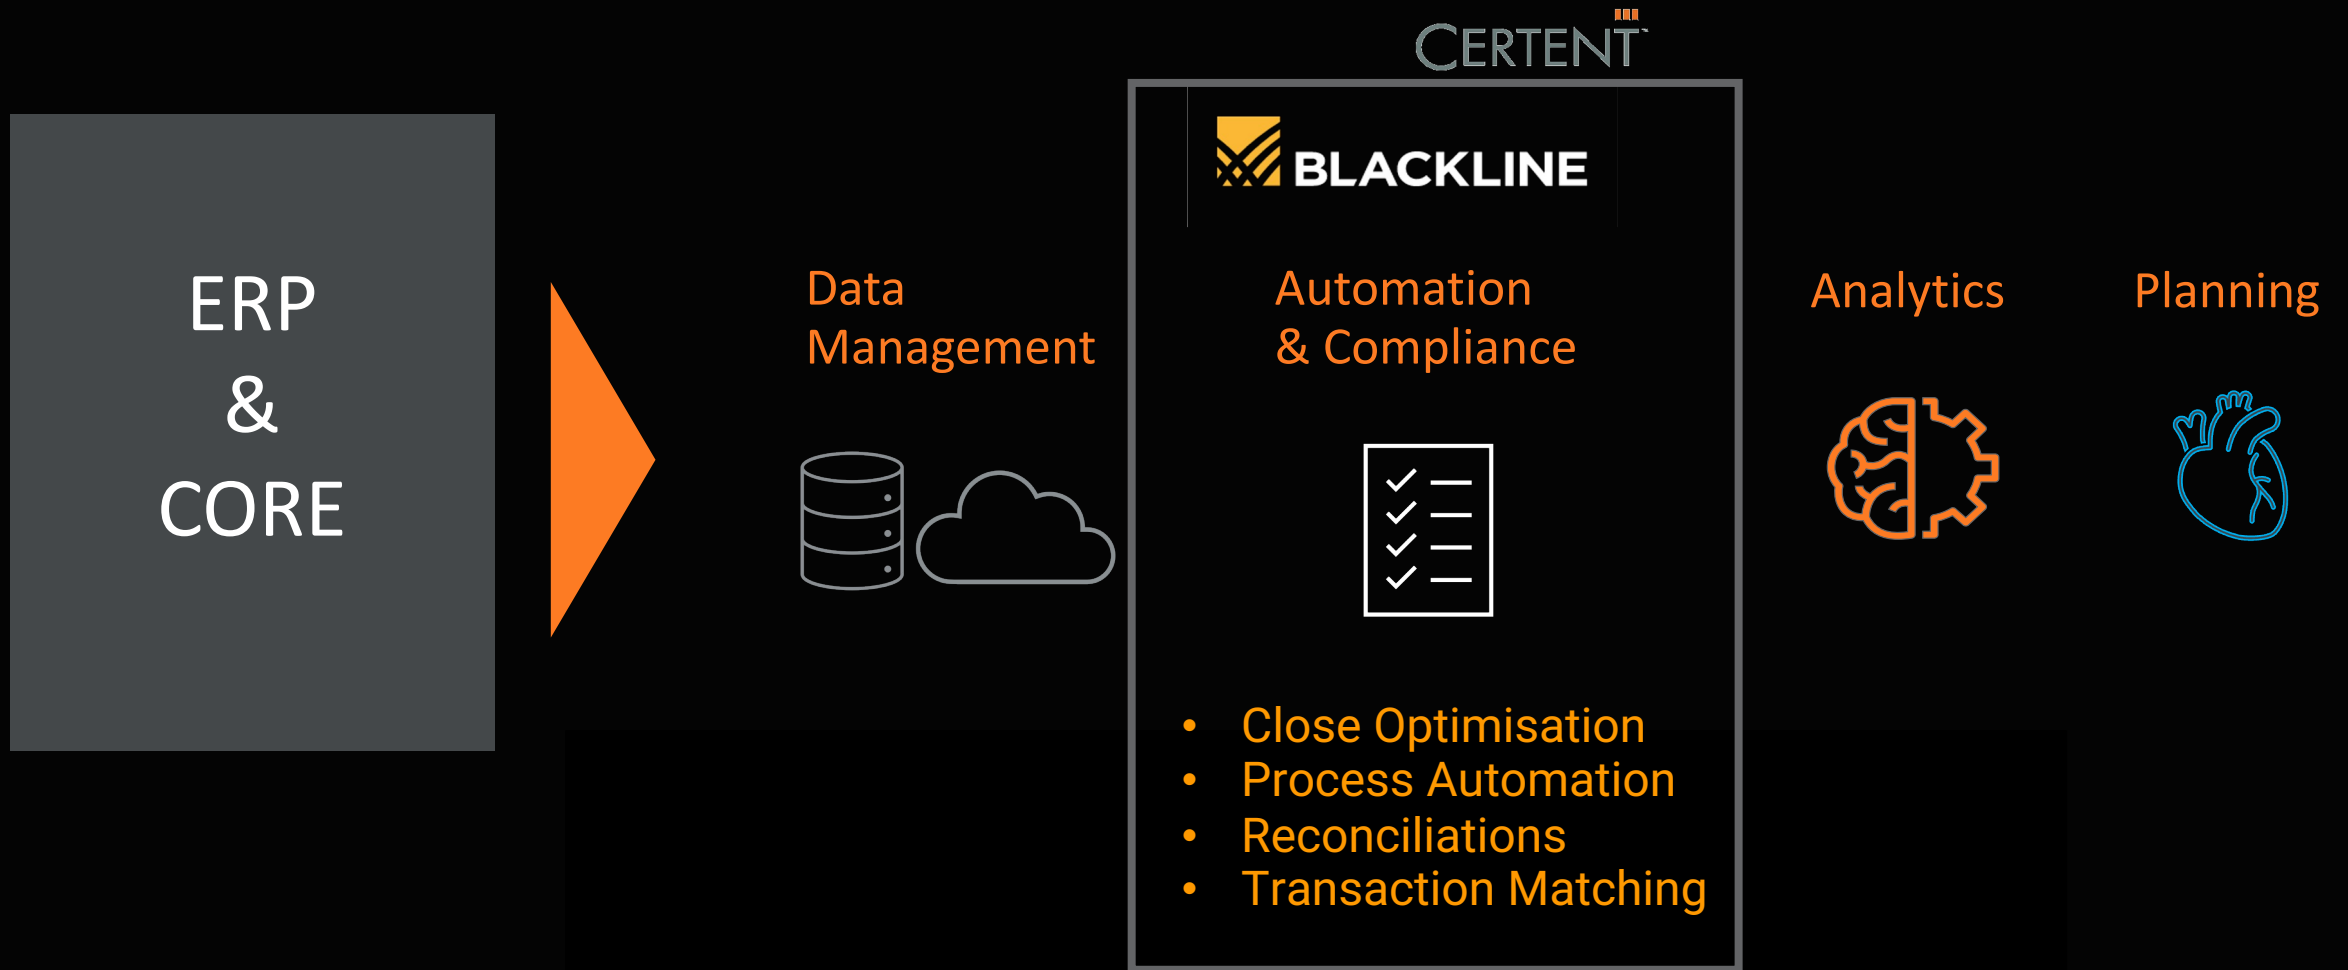 CERTENT
BLACKLINE
ERP
&
CORE
Data
Management
Automation
& Compliance
Analytics
Planning
• Close Optimisation
• Process Automation
• Reconciliations
• Transaction Matching